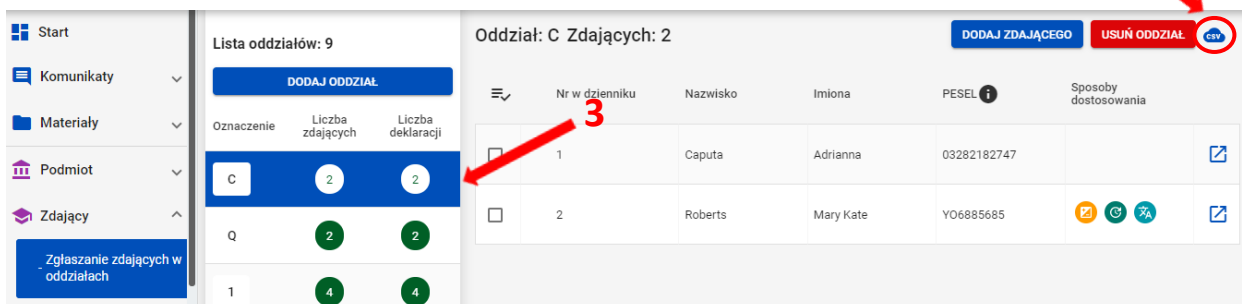 Start
Komunikaty
Materiały
Podmiot
Zdający
- Zgłaszanie zdających w
oddziałach
Lista oddziałów: 9
DODAJ ODDZIAŁ
Oznaczenie Liczba zdających Liczba deklaracji
C 2 2
Q 2 2
1 4 4
Oddział: C Zdających: 2
DODAJ ZDAJĄCEGO USUŃ ODDZIAŁ CSV
Nr w dzienniku Nazwisko Imiona PESEL i Sposoby dostosowania
3
1 Caputa Adrianna 03282182747
2 Roberts Mary Kate YO6885685